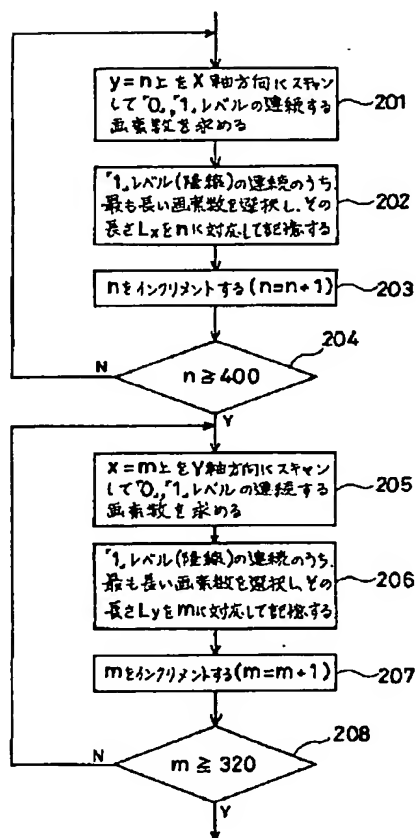 y=n上をX軸方向にスキャン
して「0」,「1」レベルの連続する
画素数を求める
201
「1」レベル(隆線)の連続のうち,
最も長い画素数を選択し,その
長さLxをnに対応して記憶する
202
nをインクリメントする(n=n+1)
203
204
N
n≧400
Y
x=m上をY軸方向にスキャン
して「0」,「1」レベルの連続する
画素数を求める
205
「1」レベル(隆線)の連続のうち,
最も長い画素数を選択し,その
長さLyをmに対応して記憶する
206
mをインクリメントする(m=m+1)
207
208
N
m≧320
Y